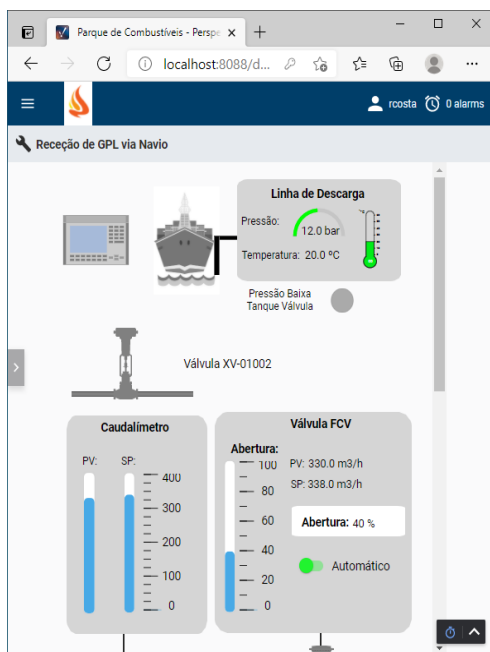 Parque de Combustíveis - Perspe
localhost:8088/d...
rcosta
0 alarms
Receção de GPL via Navio
Linha de Descarga
Pressão:
12.0 bar
Temperatura: 20.0 ºC
Pressão Baixa
Tanque Válvula
Válvula XV-01002
Caudalímetro
PV:
SP:
400
300
200
100
0
Válvula FCV
Abertura:
100
80
60
40
20
0
PV: 330.0 m3/h
SP: 338.0 m3/h
Abertura: 40 %
Automático